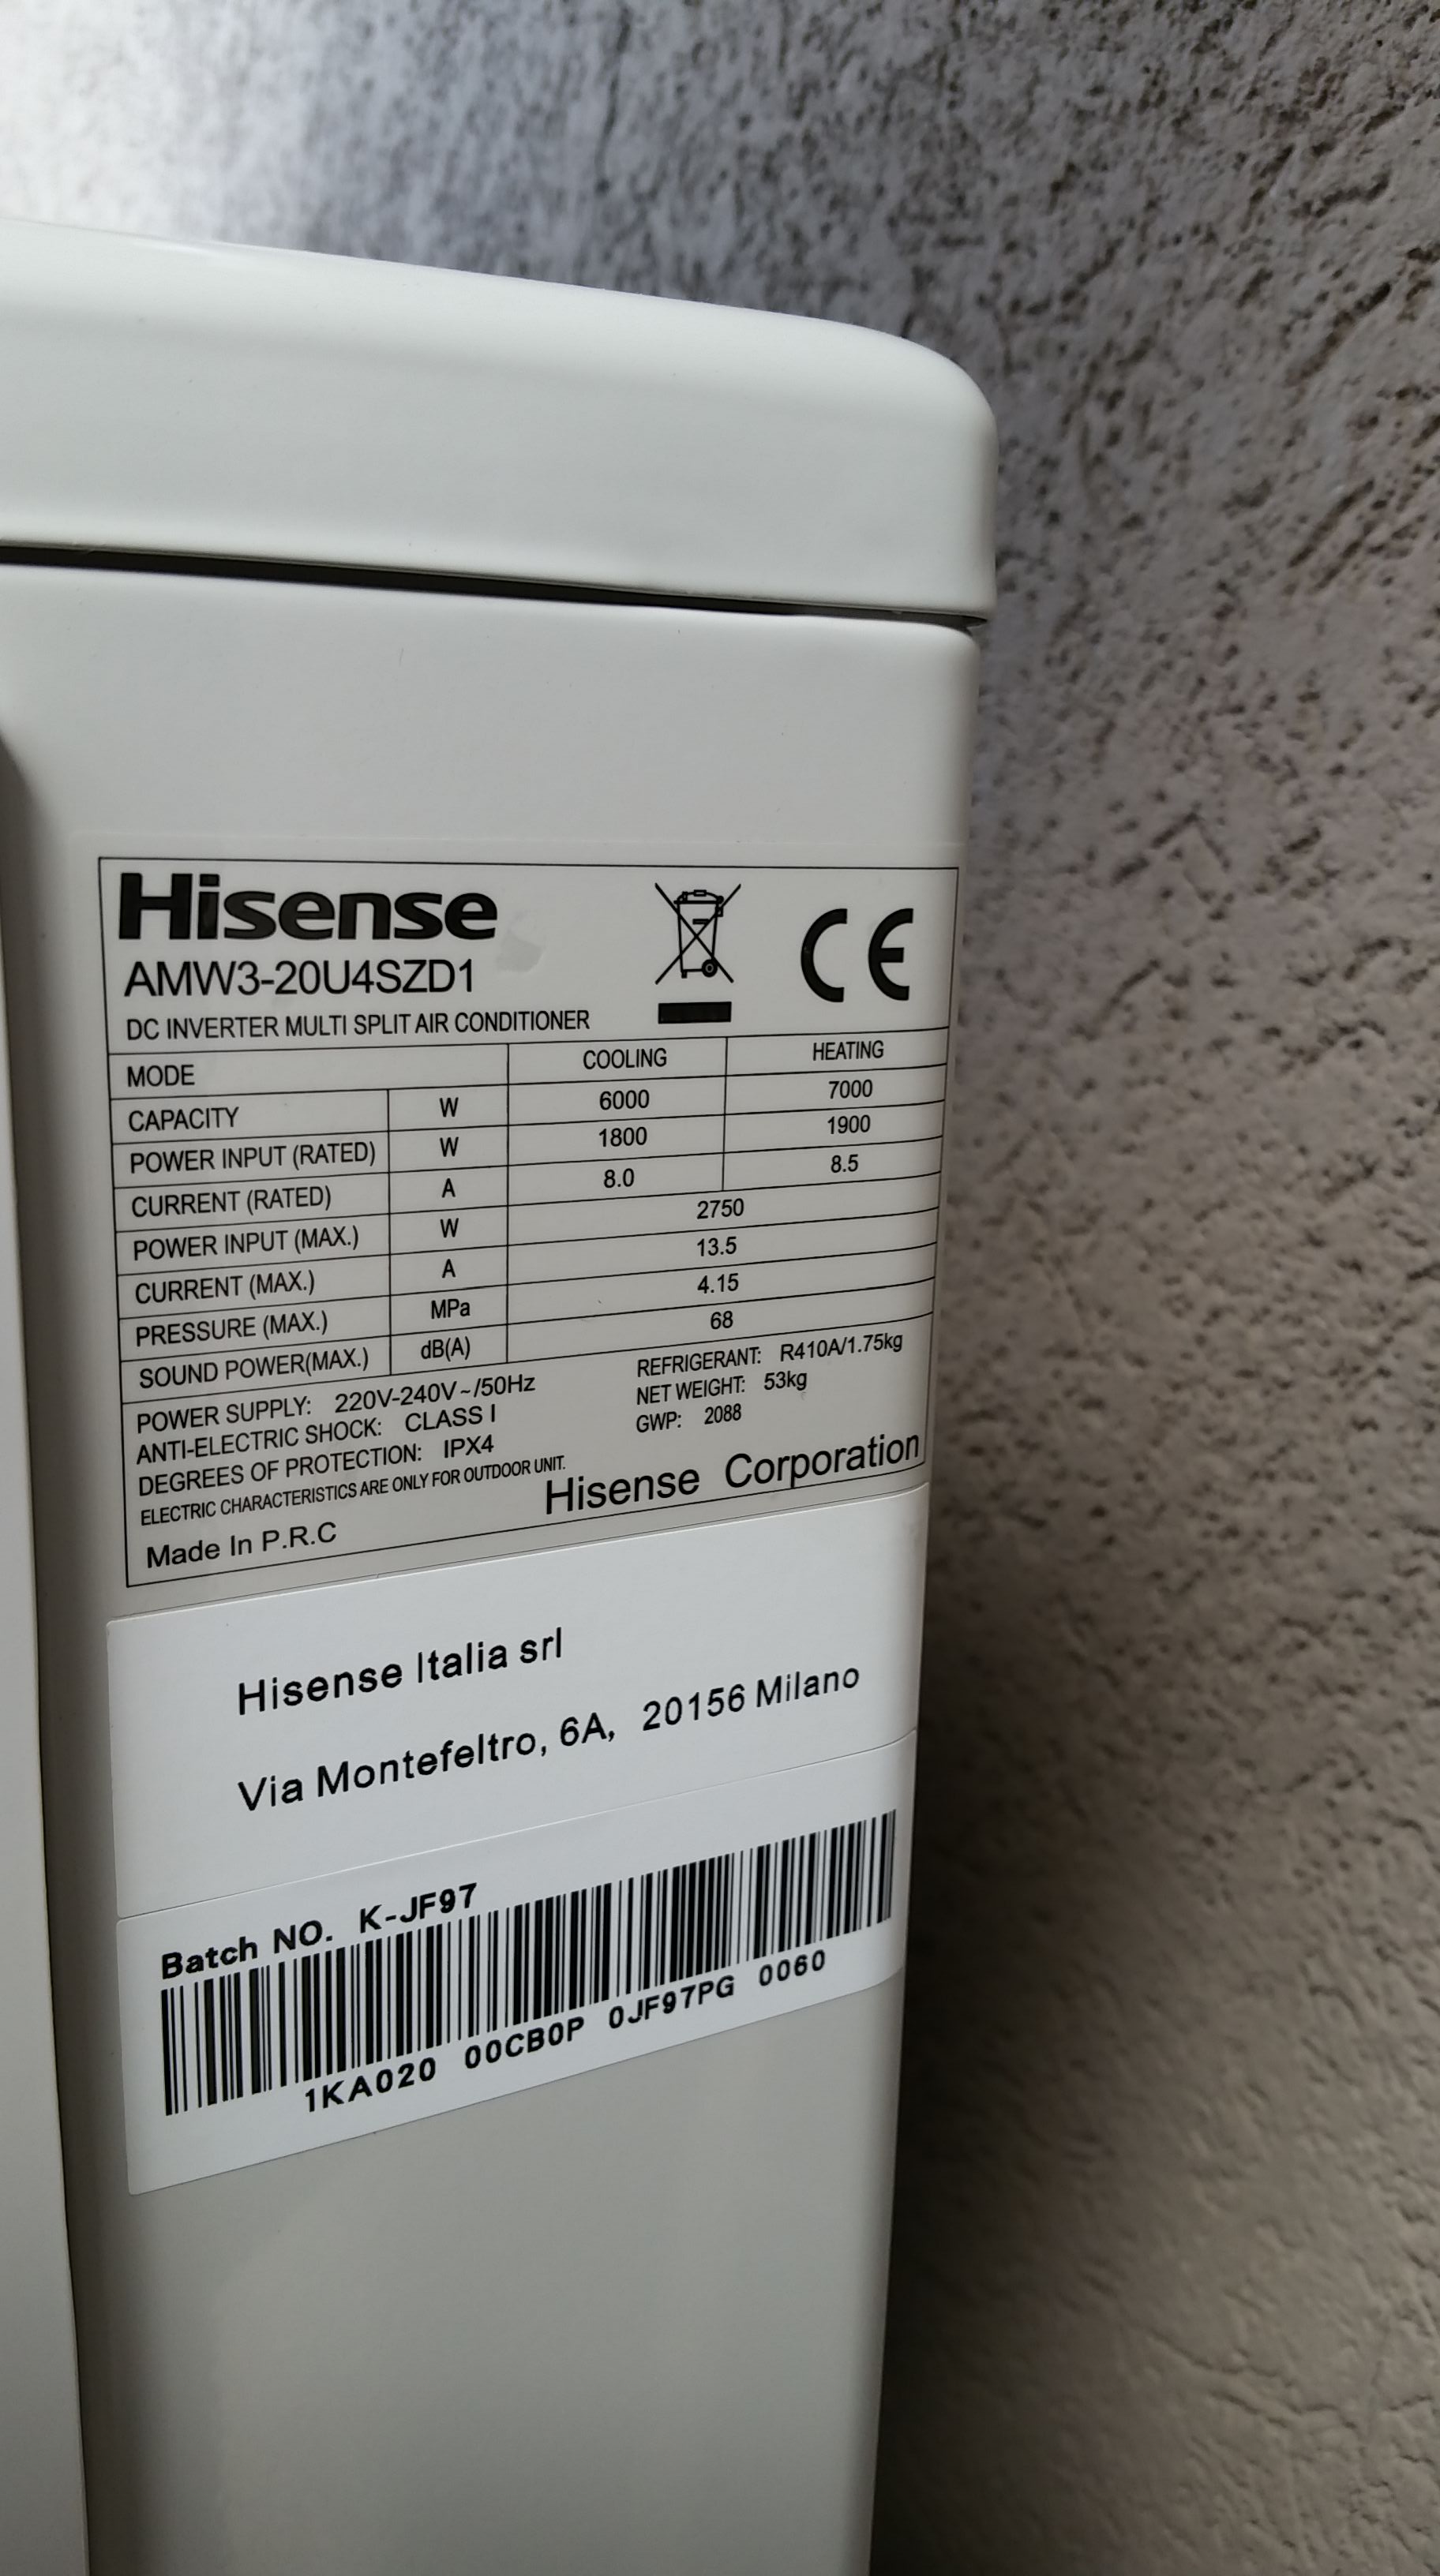 Hisense
AMW3-20U4SZD1
DC INVERTER MULTI SPLIT AIR CONDITIONER
CE
MODE COOLING HEATING
CAPACITY W 6000 7000
POWER INPUT (RATED) W 1800 1900
CURRENT (RATED) A 8.0 8.5
POWER INPUT (MAX.) W 2750
CURRENT (MAX.) A 13.5
PRESSURE (MAX.) MPa 4.15
SOUND POWER(MAX.) dB(A) 68
POWER SUPPLY: 220V-240V~/50Hz REFRIGERANT: R410A/1.75kg
ANTI-ELECTRIC SHOCK: CLASS I NET WEIGHT: 53kg
DEGREES OF PROTECTION: IPX4 GWP: 2088
ELECTRIC CHARACTERISTICS ARE ONLY FOR OUTDOOR UNIT.
Made In P.R.C Hisense Corporation
Hisense Italia srl
Via Montefeltro, 6A, 20156 Milano
Batch NO. K-JF97
1KA020 00CB0P 0JF97PG 0060